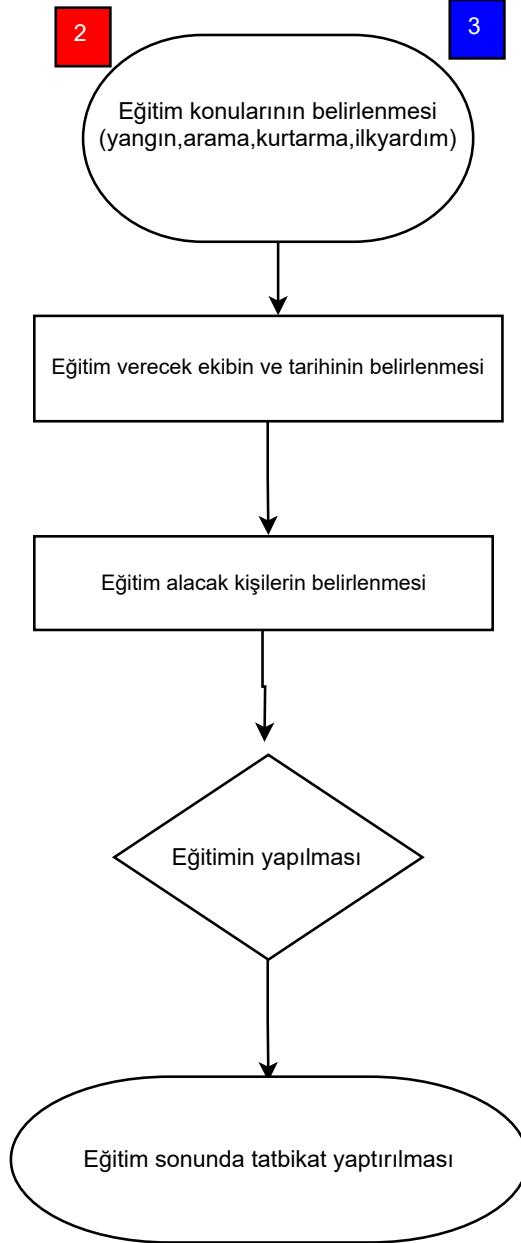 2
3
Eğitim konularının belirlenmesi
(yangın,arama,kurtarma,ilkyardım)
Eğitim verecek ekibin ve tarihinin belirlenmesi
Eğitim alacak kişilerin belirlenmesi
Eğitimin yapılması
Eğitim sonunda tatbikat yaptırılması